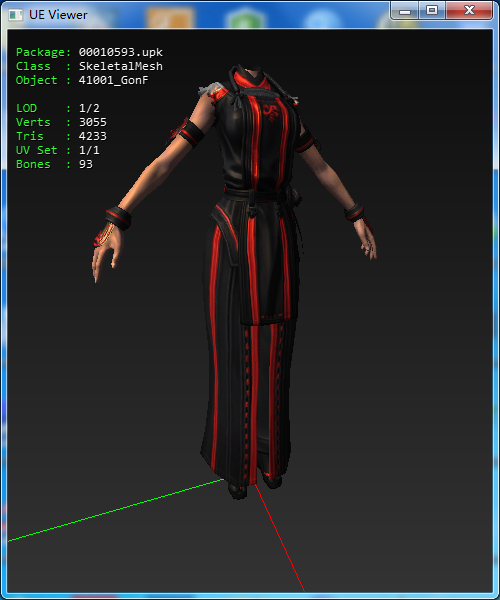 UE Viewer
Package: 00010593.upk
Class : SkeletalMesh
Object : 41001_GonF
LOD : 1/2
Verts : 3055
Tris : 4233
UV Set : 1/1
Bones : 93